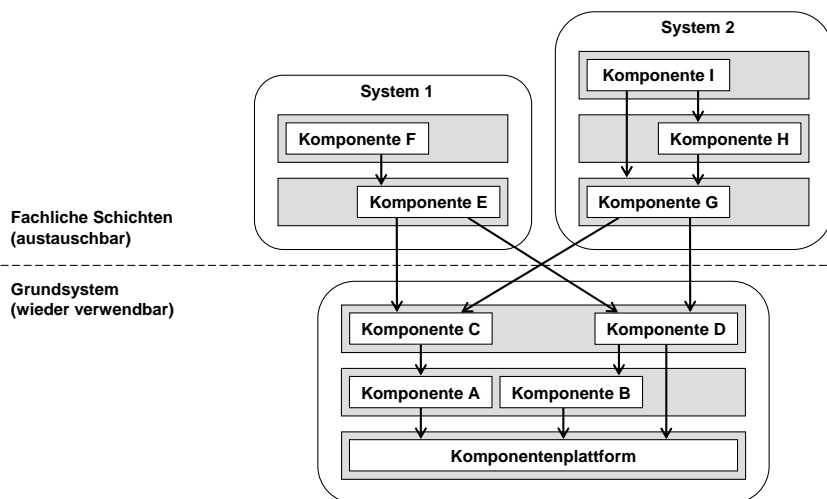 System 2
Komponente I
System 1
Komponente F
Komponente H
Komponente E
Komponente G
Fachliche Schichten
(austauschbar)
Grundsystem
(wieder verwendbar)
Komponente C
Komponente D
Komponente A
Komponente B
Komponentenplattform